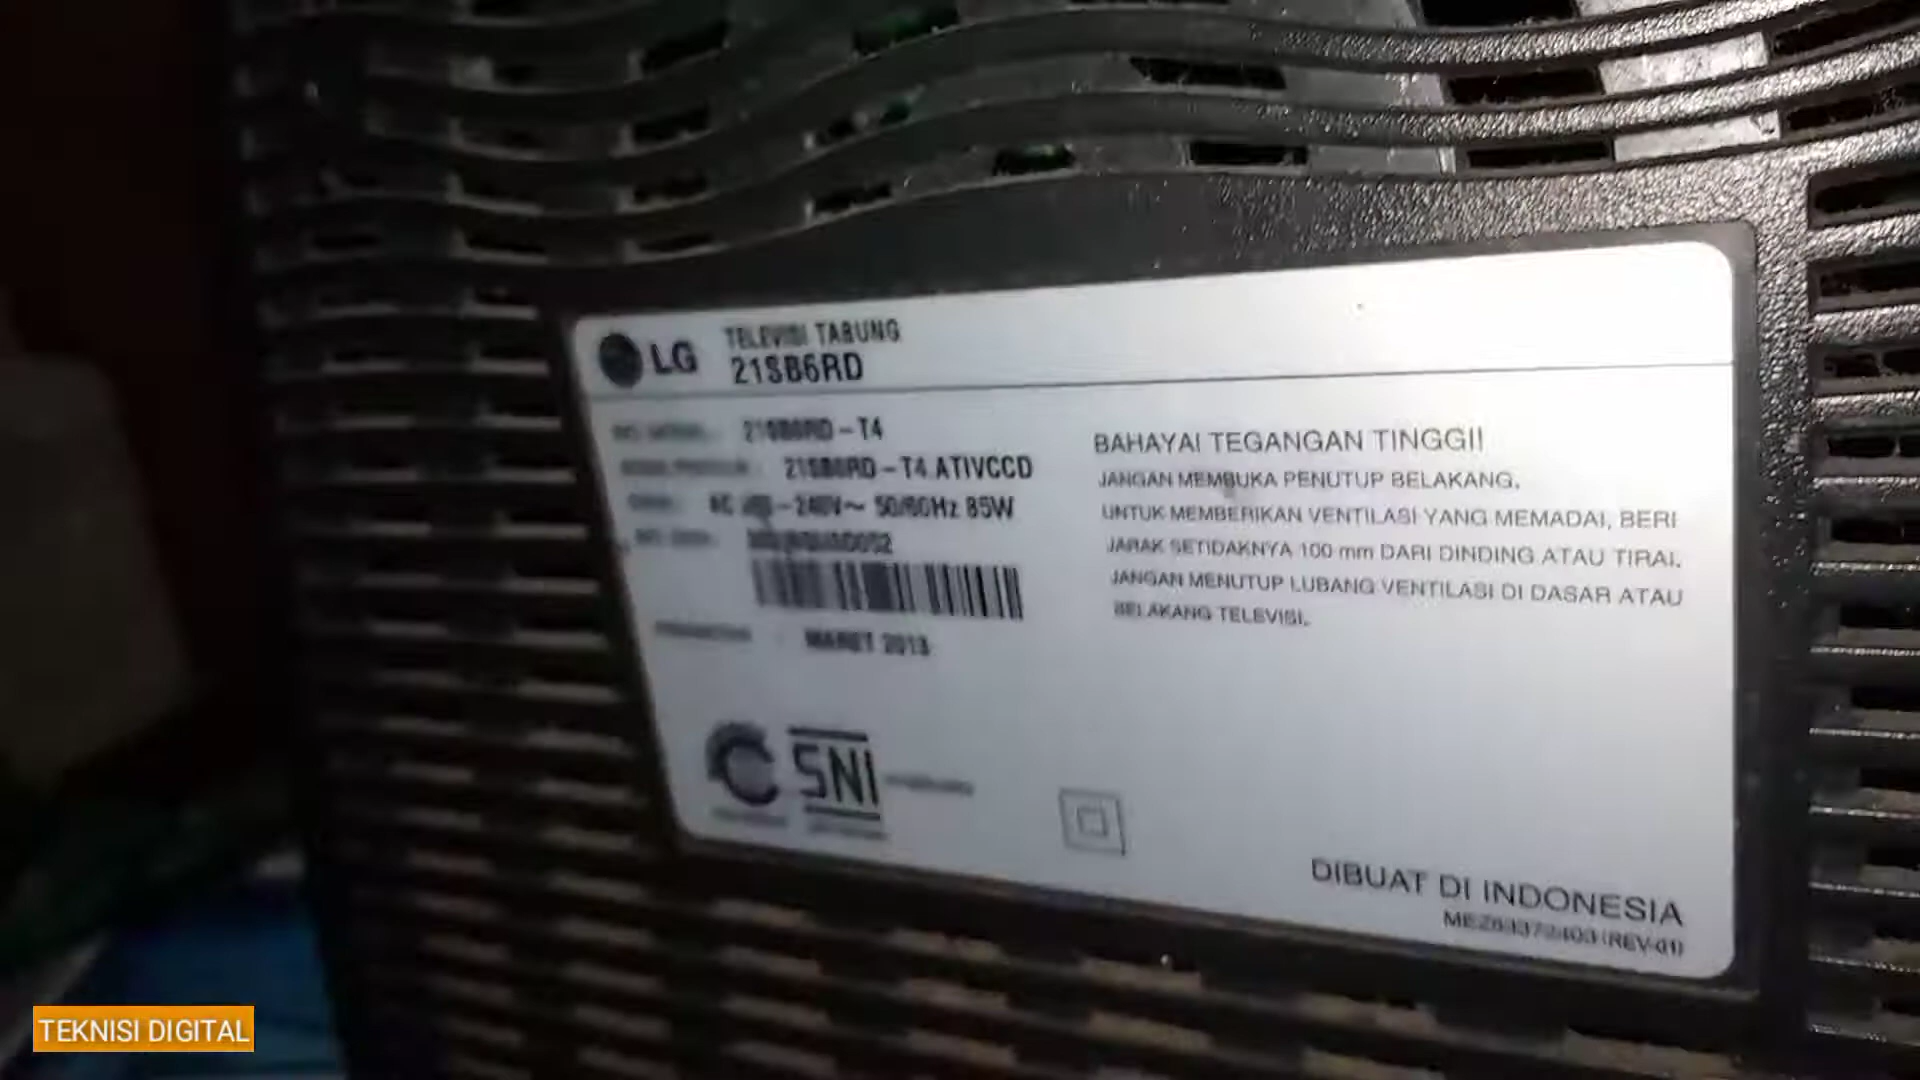 LG
TELEVISI TABUNG
21SB6RD
21SB6RD-T4
21SB6RD-T4.ATIVCCD
AC -240V~ 50/60Hz 85W
MARET 2013
SNI
BAHAYA! TEGANGAN TINGGI!
JANGAN MEMBUKA PENUTUP BELAKANG.
UNTUK MEMBERIKAN VENTILASI YANG MEMADAI, BERI
JARAK SETIDAKNYA 100 mm DARI DINDING ATAU TIRAI.
JANGAN MENUTUP LUBANG VENTILASI DI DASAR ATAU
BELAKANG TELEVISI.
DIBUAT DI INDONESIA
(REV-01)
TEKNISI DIGITAL